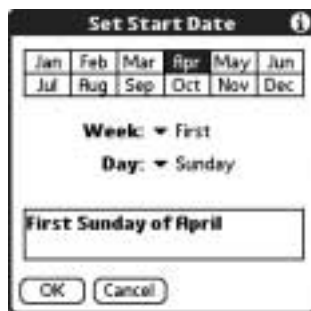 Set Start Date
Jan Feb Mar Apr May Jun
Jul Aug Sep Oct Nov Dec
Week: First
Day: Sunday
First Sunday of April
OK Cancel